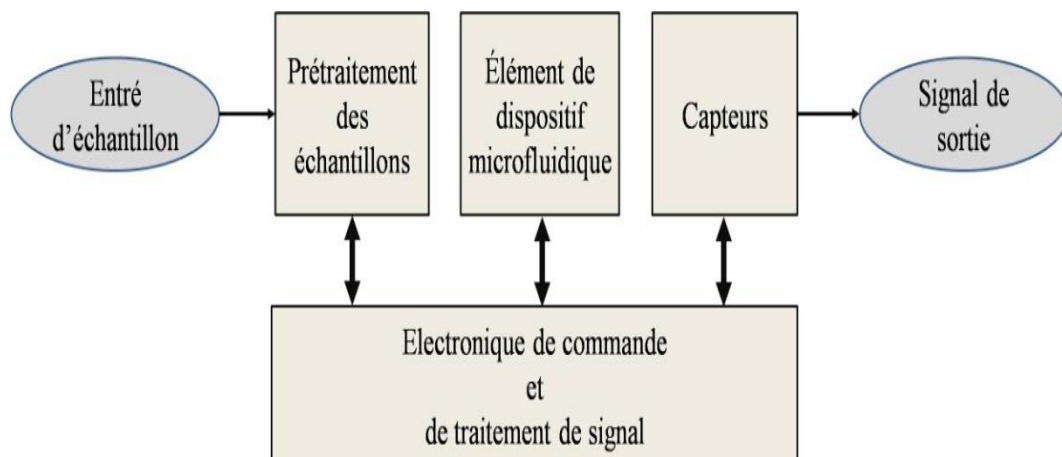 Entré
d’échantillon
Prétraitement
des
échantillons
Élément de
dispositif
microfluidique
Capteurs
Signal de
sortie
Electronique de commande
et
de traitement de signal